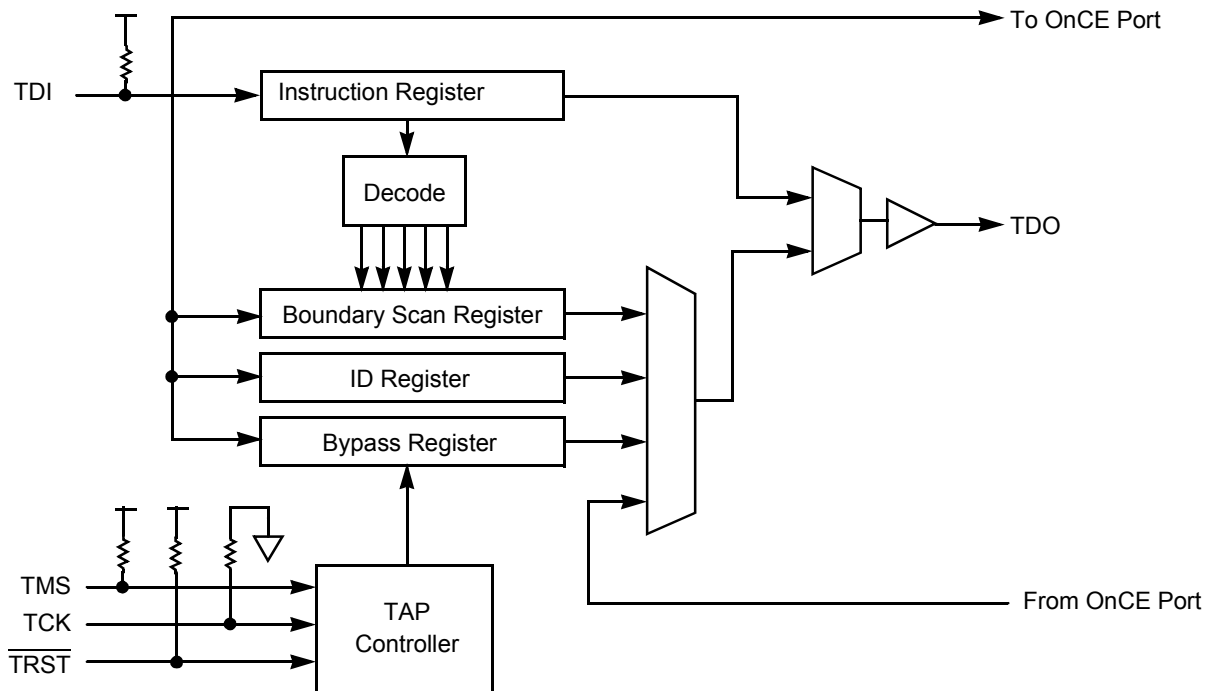 To OnCE Port
TDI
Instruction Register
Decode
TDO
Boundary Scan Register
ID Register
Bypass Register
TMS
TCK
TRST
TAP
Controller
From OnCE Port